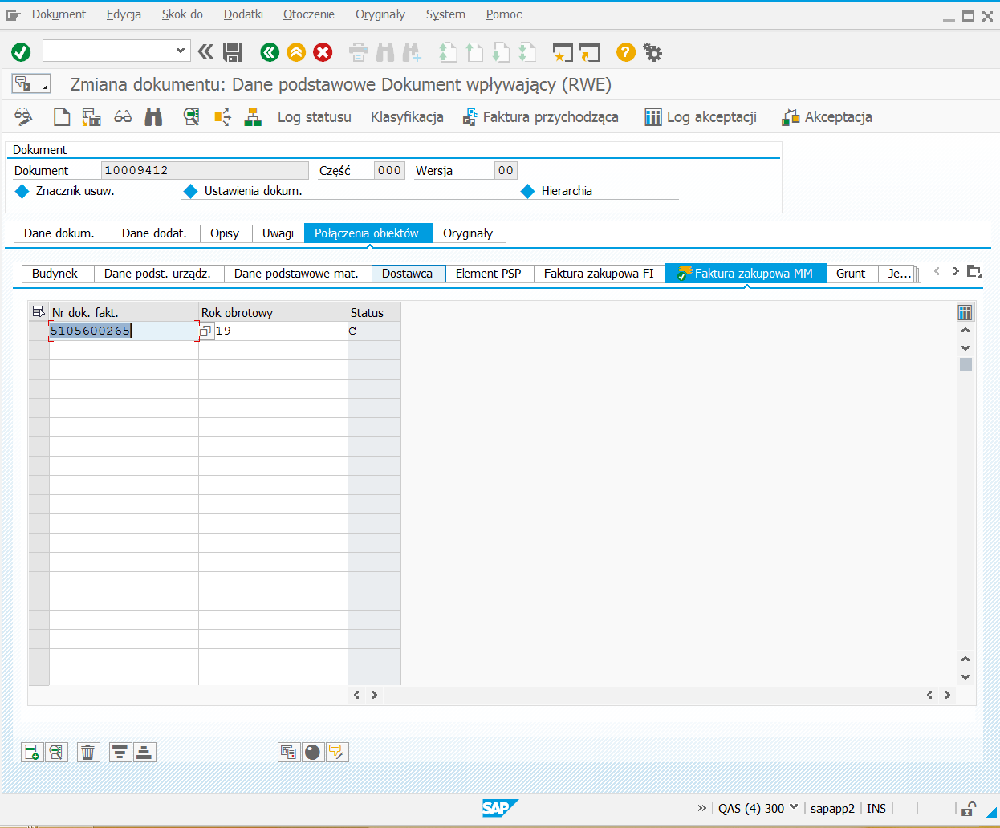 Dokument Edycja Skok do Dodatki Otoczenie Oryginały System Pomoc
Zmiana dokumentu: Dane podstawowe Dokument wpływający (RWE)
Log statusu Klasyfikacja Faktura przychodząca Log akceptacji Akceptacja
Dokument
Dokument 10009412 Część 000 Wersja 00
Znacznik usuw. Ustawienia dokum. Hierarchia
Dane dokum. Dane dodat. Opisy Uwagi Połączenia obiektów Oryginały
Budynek Dane podst. urządz. Dane podstawowe mat. Dostawca Element PSP Faktura zakupowa FI Faktura zakupowa MM Grunt Je...
Nr dok. fakt. Rok obrotowy Status
5105600265 19 C
SAP QAS (4) 300 sapapp2 INS